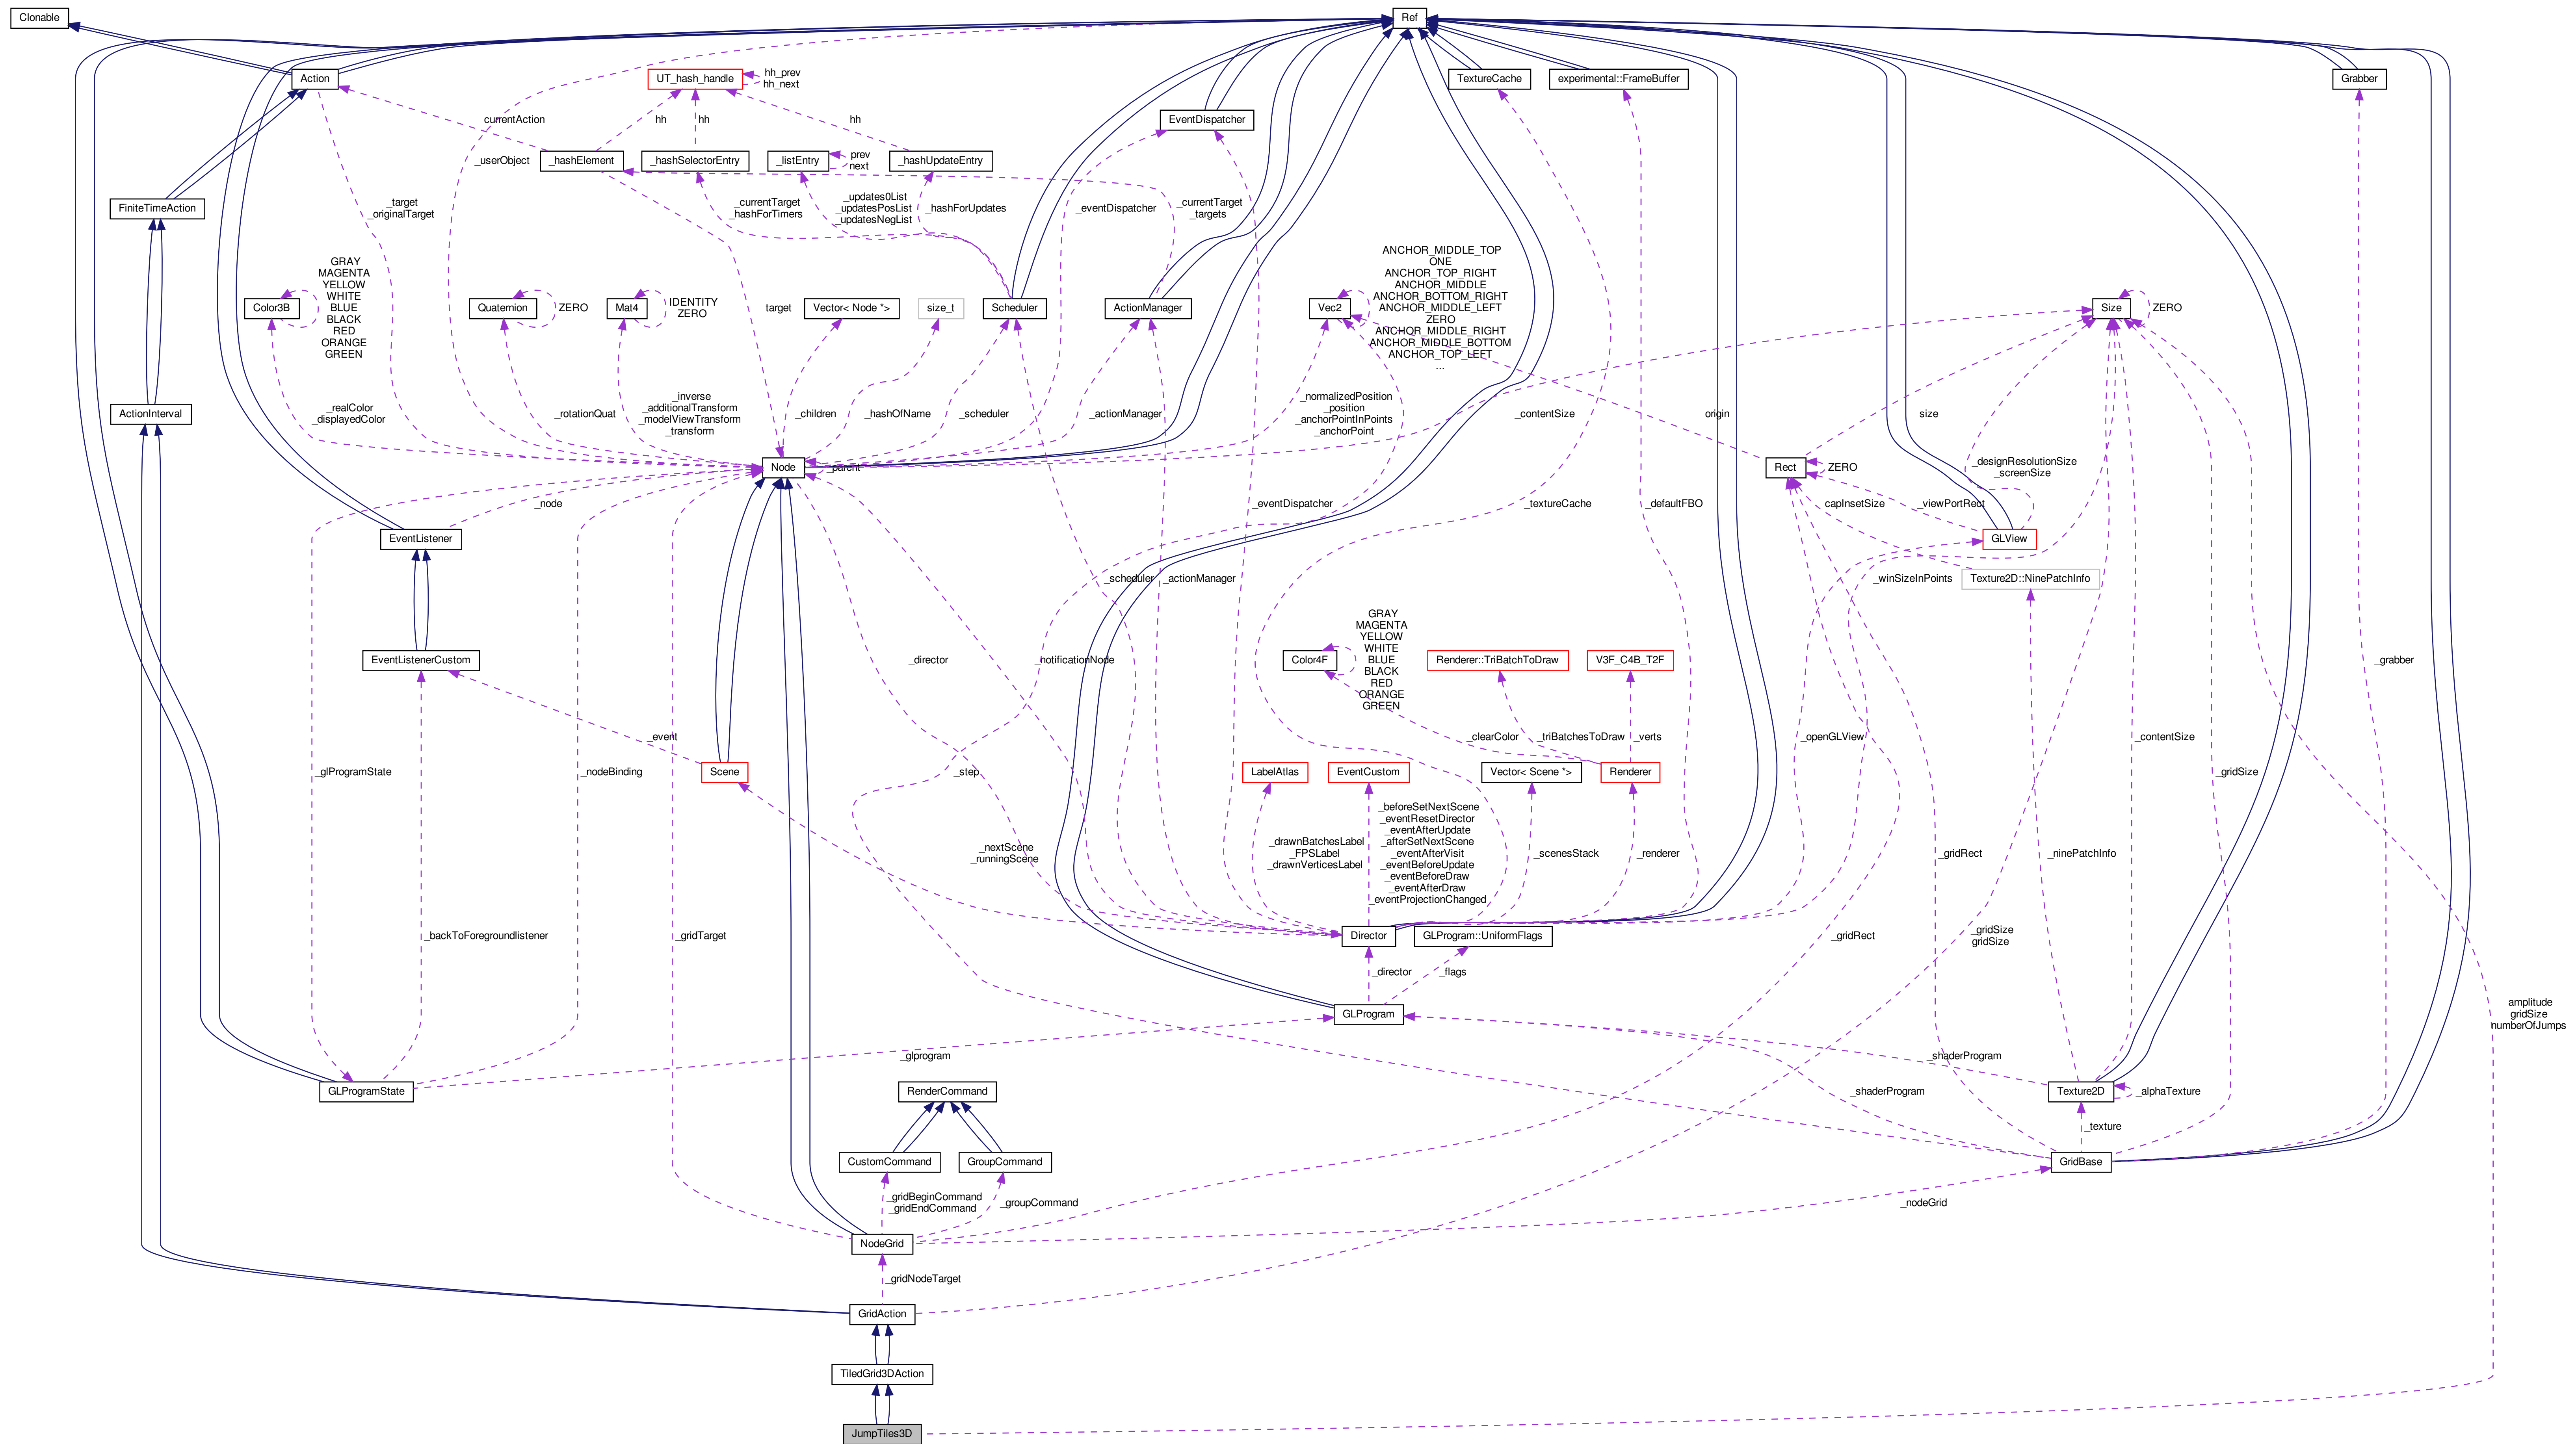 Clonable
Ref
Action
UT_hash_handle
hh_prev
hh_next
TextureCache
experimental::FrameBuffer
Grabber
currentAction
hh
hh
hh
EventDispatcher
_userObject
_hashElement
_hashSelectorEntry
_listEntry
prev
next
_hashUpdateEntry
FiniteTimeAction
_target
_originalTarget
_currentTarget
_hashForTimers
_updates0List
_updatesPosList
_updatesNegList
_hashForUpdates
_eventDispatcher
_currentTarget
_targets
GRAY
MAGENTA
YELLOW
WHITE
BLUE
BLACK
RED
ORANGE
GREEN
ANCHOR_MIDDLE_TOP
ONE
ANCHOR_TOP_RIGHT
ANCHOR_MIDDLE
ANCHOR_BOTTOM_RIGHT
ANCHOR_MIDDLE_LEFT
ZERO
ANCHOR_MIDDLE_RIGHT
ANCHOR_MIDDLE_BOTTOM
ANCHOR_TOP_LEFT
...
Color3B
Quaternion
ZERO
Mat4
IDENTITY
ZERO
target
Vector< Node *>
size_t
Scheduler
ActionManager
Vec2
Size
ZERO
ActionInterval
_realColor
_displayedColor
_rotationQuat
_inverse
_additionalTransform
_modelViewTransform
_transform
_children
_hashOfName
_scheduler
_actionManager
_normalizedPosition
_position
_anchorPointInPoints
_anchorPoint
_contentSize
origin
size
Node
_parent
Rect
ZERO
_designResolutionSize
_screenSize
_node
_eventDispatcher
_textureCache
_defaultFBO
capInsetSize
_viewPortRect
EventListener
GLView
_scheduler
_actionManager
_winSizeInPoints
Texture2D::NinePatchInfo
GRAY
MAGENTA
YELLOW
WHITE
BLUE
BLACK
RED
ORANGE
GREEN
EventListenerCustom
_director
_notificationNode
Color4F
Renderer::TriBatchToDraw
V3F_C4B_T2F
_grabber
_event
_clearColor
_triBatchesToDraw
_verts
_openGLView
_contentSize
_glProgramState
_nodeBinding
Scene
_step
LabelAtlas
EventCustom
Vector< Scene *>
Renderer
_gridSize
_nextScene
_runningScene
_drawnBatchesLabel
_FPSLabel
_drawnVerticesLabel
_beforeSetNextScene
_eventResetDirector
_eventAfterUpdate
_afterSetNextScene
_eventAfterVisit
_eventBeforeUpdate
_eventBeforeDraw
_eventAfterDraw
_eventProjectionChanged
_scenesStack
_renderer
_gridRect
_ninePatchInfo
_backToForegroundlistener
_gridTarget
Director
GLProgram::UniformFlags
_gridRect
_gridSize
gridSize
_director
_flags
GLProgram
amplitude
gridSize
numberOfJumps
_glprogram
_shaderProgram
GLProgramState
RenderCommand
_shaderProgram
Texture2D
_alphaTexture
_texture
CustomCommand
GroupCommand
GridBase
_gridBeginCommand
_gridEndCommand
_groupCommand
_nodeGrid
NodeGrid
_gridNodeTarget
GridAction
TiledGrid3DAction
JumpTiles3D